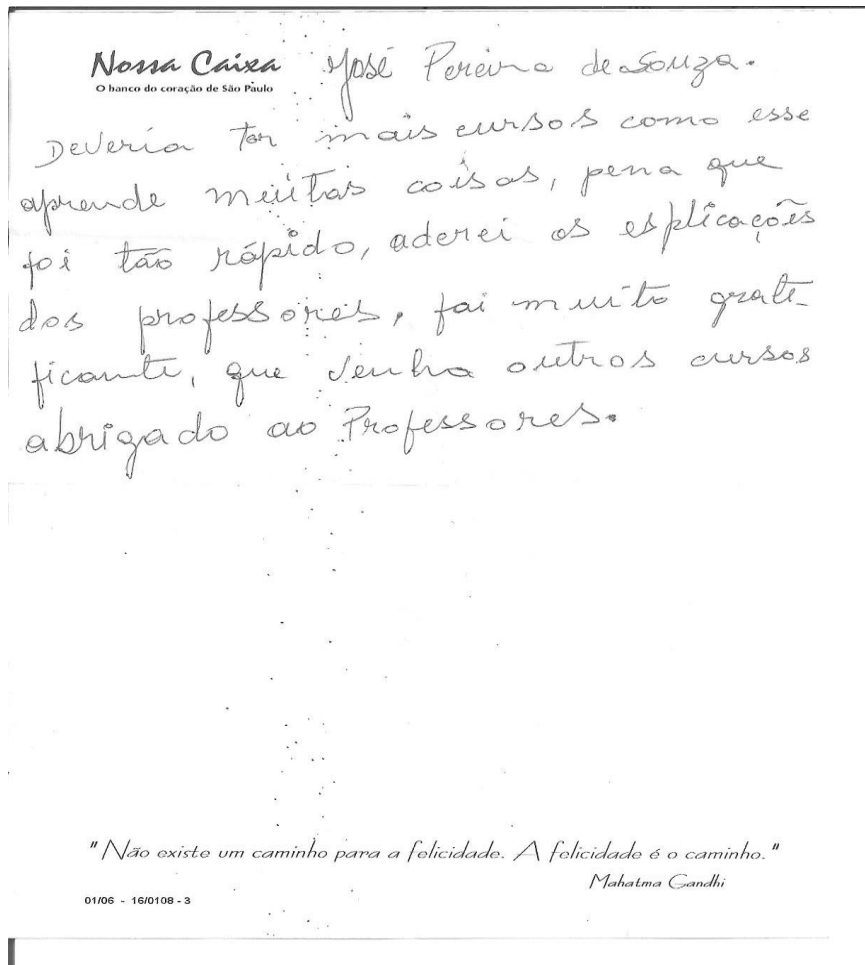 Nossa Caixa José Pereira de Souza.
O banco do coração de São Paulo
Deveria ter mais cursos como esse
aprende muitas coisas, pena que
foi tão rápido, aderei os esplicações
dos professores, foi muito grati-
ficante, que venha outros cursos
abrigado ao Professores.
"Não existe um caminho para a felicidade. A felicidade é o caminho."
Mahatma Gandhi
01/06 - 16/0108 - 3